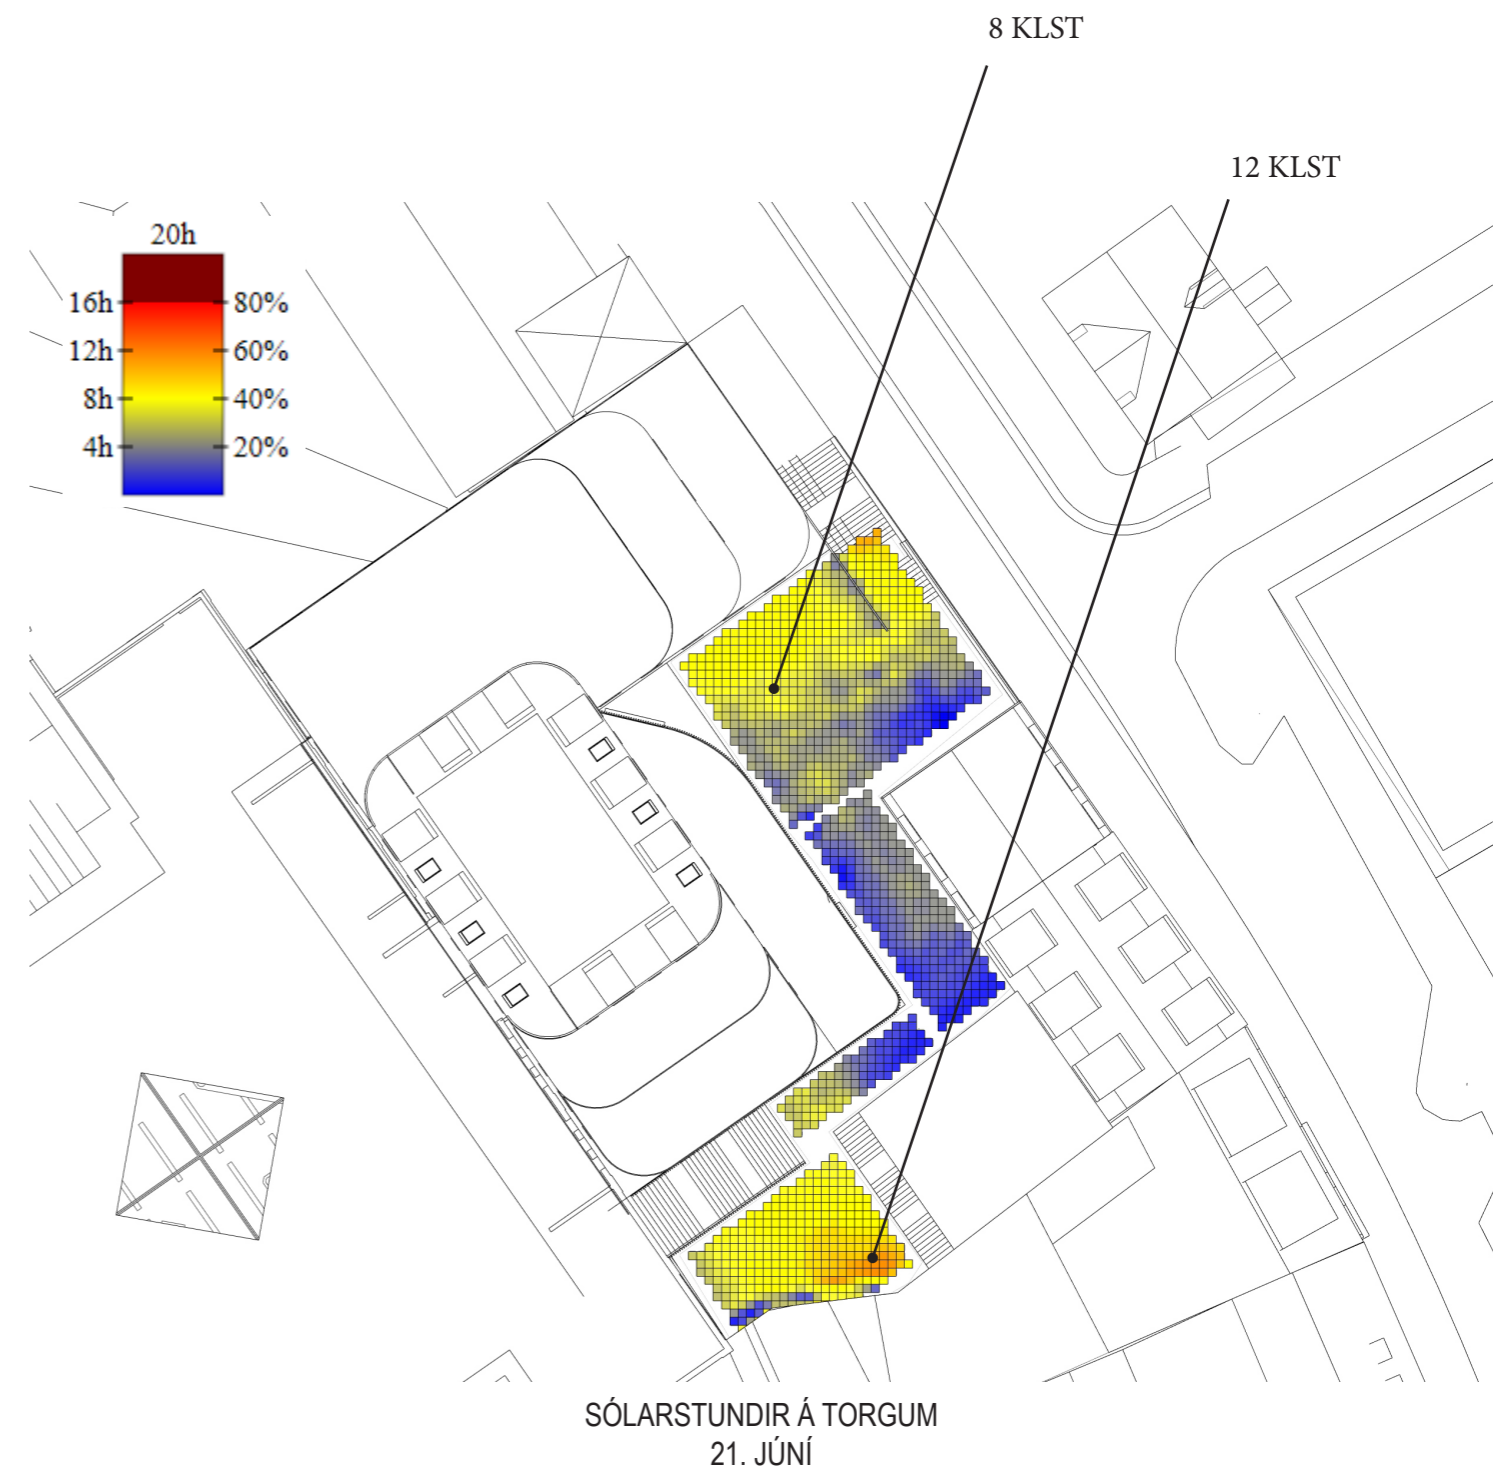 8 KLST
12 KLST
20h
16h 80%
12h 60%
8h 40%
4h 20%
SÓLARSTUNDIR Á TORGUM
21. JÚNÍ